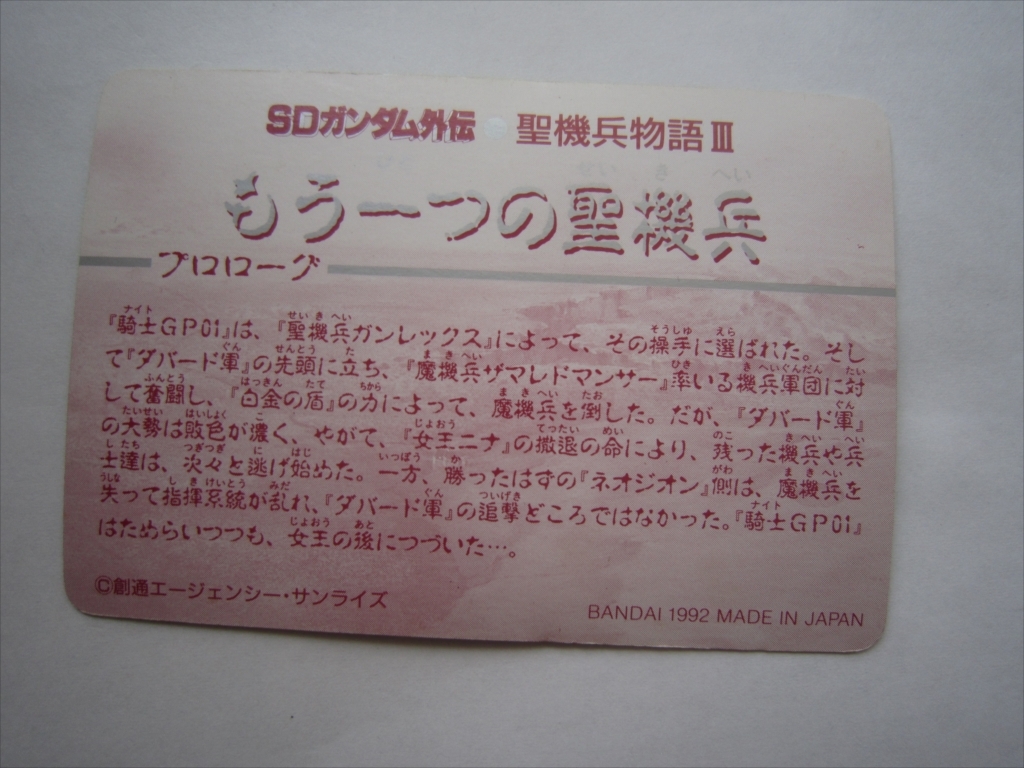 SDガンダム外伝 聖機兵物語Ⅲ
もう一つの聖機兵
プロローグ
『騎士GP01』は、『聖機兵ガンレックス』によって、その操手に選ばれた。そし
て『ダバード軍』の先頭に立ち、『魔機兵ザマレドマンサー』率いる機兵軍団に対
して奮闘し、『白金の盾』の力によって、魔機兵を倒した。だが、『ダバード軍』
の大勢は敗色が濃く、やがて、『女王ニナ』の撤退の命により、残った機兵や兵
士達は、次々と逃げ始めた。一方、勝ったはずの『ネオジオン』側は、魔機兵を
失って指揮系統が乱れ、『ダバード軍』の追撃どころではなかった。『騎士GP01』
はためらいつつも、女王の後につづいた…。
©創通エージェンシー・サンライズ
BANDAI 1992 MADE IN JAPAN